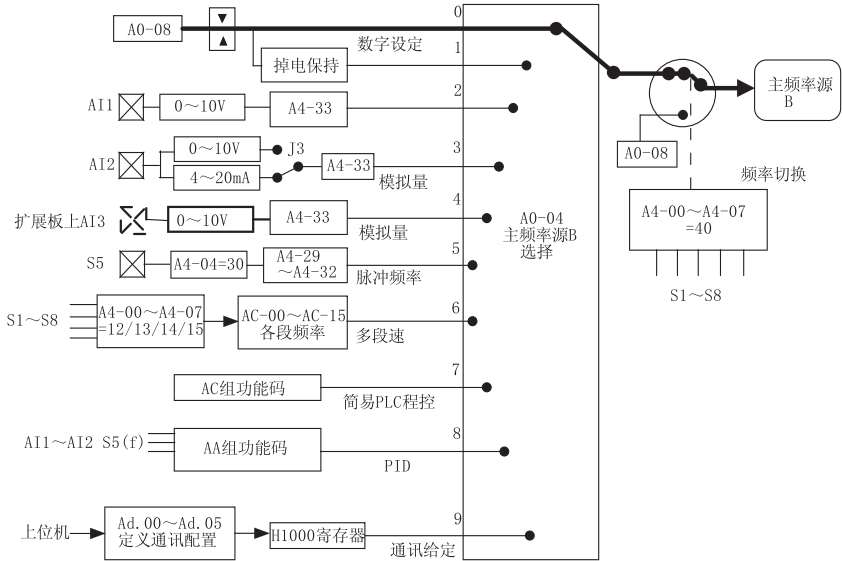 A0-08
0
数字设定
掉电保持
1
主频率源
B
AI1
0～10V
A4-33
2
AI2
0～10V
J3
4～20mA
A4-33
3
模拟量
A0-08
频率切换
扩展板上AI3
0～10V
A4-33
4
模拟量
A0-04
主频率源B
选择
A4-00～A4-07
=40
S1～S8
S5
A4-04=30
A4-29
～A4-32
5
脉冲频率
S1～S8
A4-00～A4-07
=12/13/14/15
AC-00～AC-15
各段频率
6
多段速
AC组功能码
7
简易PLC程控
AI1～AI2 S5(f)
AA组功能码
8
PID
上位机
Ad.00～Ad.05
定义通讯配置
H1000寄存器
9
通讯给定